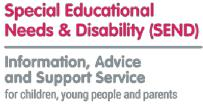 Special Educational
Needs & Disability (SEND)
Information, Advice
and Support Service
for children, young people and parents